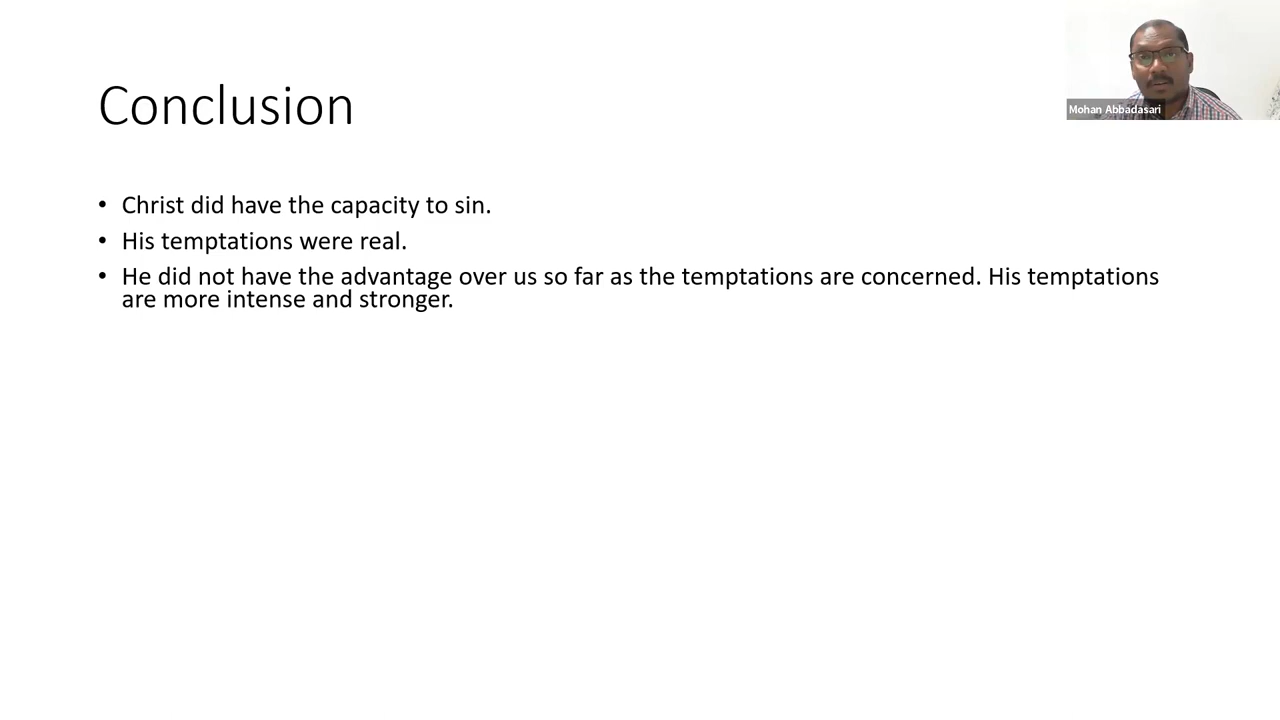 Conclusion
Mohan Abbadasari
• Christ did have the capacity to sin.
• His temptations were real.
• He did not have the advantage over us so far as the temptations are concerned. His temptations
are more intense and stronger.